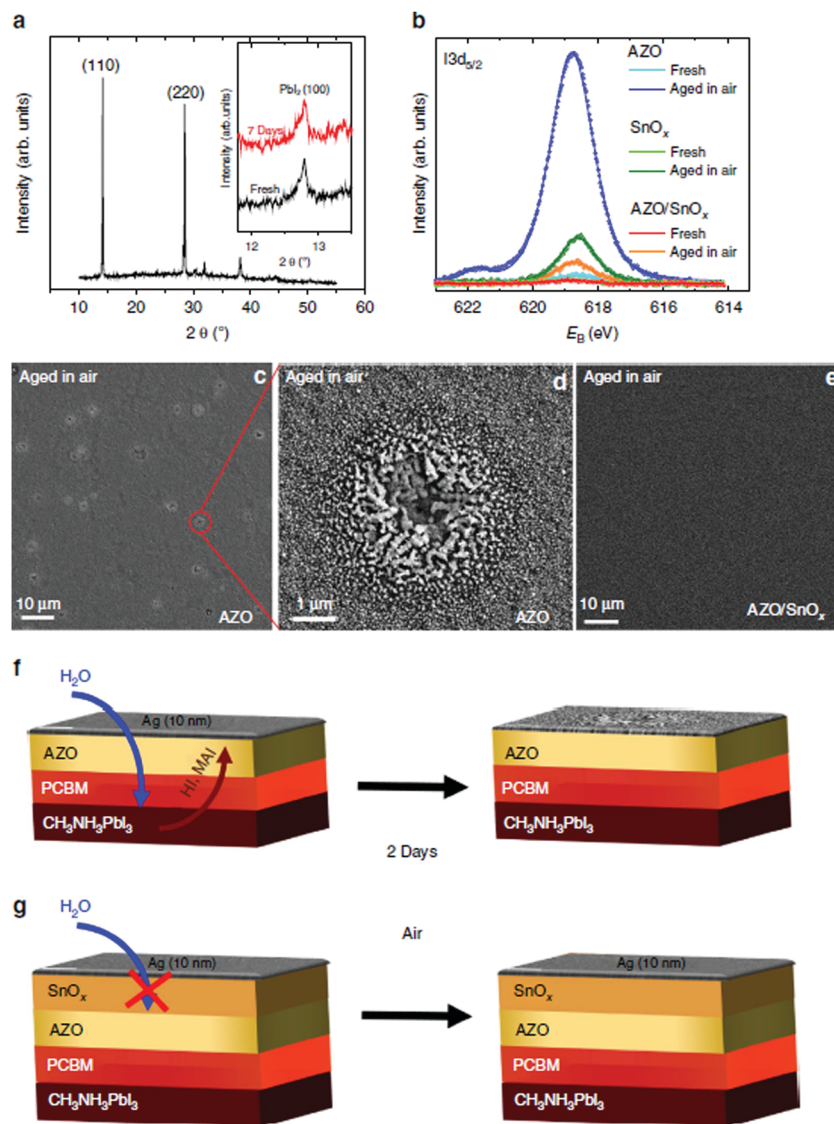 a
Intensity (arb. units)
(110)
(220)
Intensity (arb.units)
PbI₂ (100)
7 Days
Fresh
12
13
2 θ (°)
10
20
30
40
50
60
2 θ (°)
b
Intensity (arb. units)
I3d5/2
AZO
Fresh
Aged in air
SnOx
Fresh
Aged in air
AZO/SnOx
Fresh
Aged in air
622
620
618
616
614
EB (eV)
Aged in air
c
10 μm
AZO
Aged in air
d
1 μm
AZO
Aged in air
e
10 μm
AZO/SnOx
f
H₂O
Ag (10 nm)
AZO
HI, MAI
PCBM
CH₃NH₃PbI₃
2 Days
AZO
PCBM
CH₃NH₃PbI₃
g
H₂O
Ag (10 nm)
SnOx
AZO
PCBM
CH₃NH₃PbI₃
Air
Ag (10 nm)
SnOx
AZO
PCBM
CH₃NH₃PbI₃